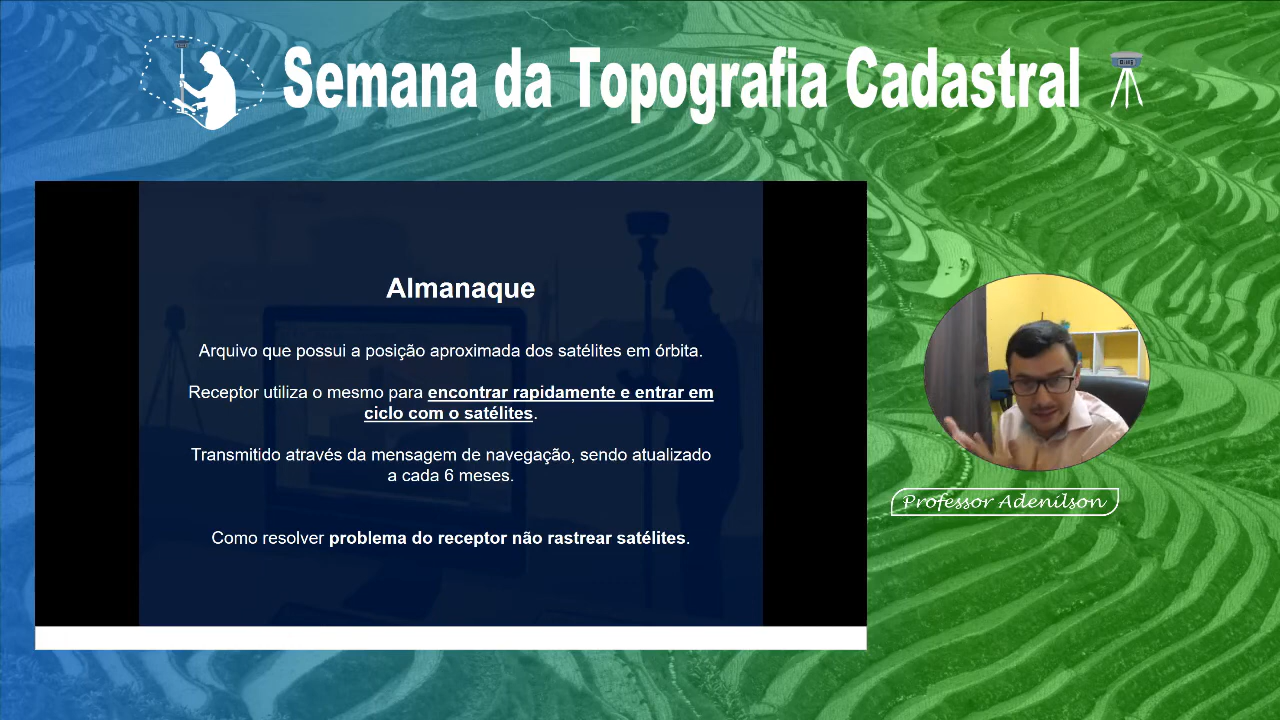 Semana da Topografia Cadastral
Almanaque
Arquivo que possui a posição aproximada dos satélites em órbita.
Receptor utiliza o mesmo para encontrar rapidamente e entrar em
ciclo com o satélites.
Transmitido através da mensagem de navegação, sendo atualizado
a cada 6 meses.
Como resolver problema do receptor não rastrear satélites.
Professor Adenilson